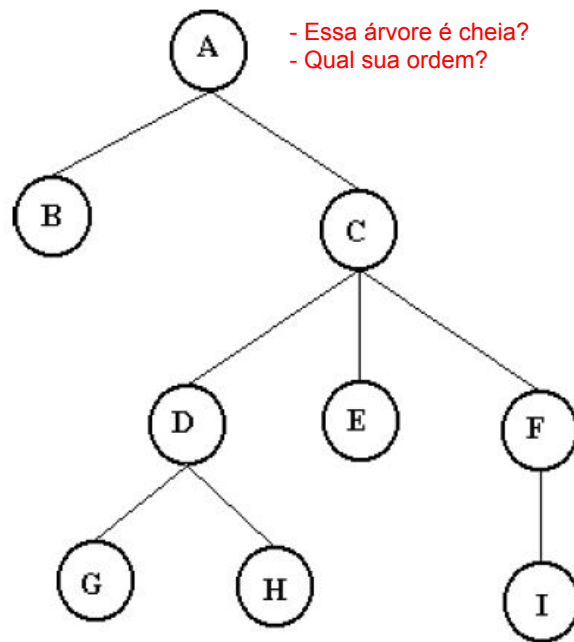 - Essa árvore é cheia?
- Qual sua ordem?
A
B
C
D
E
F
G
H
I